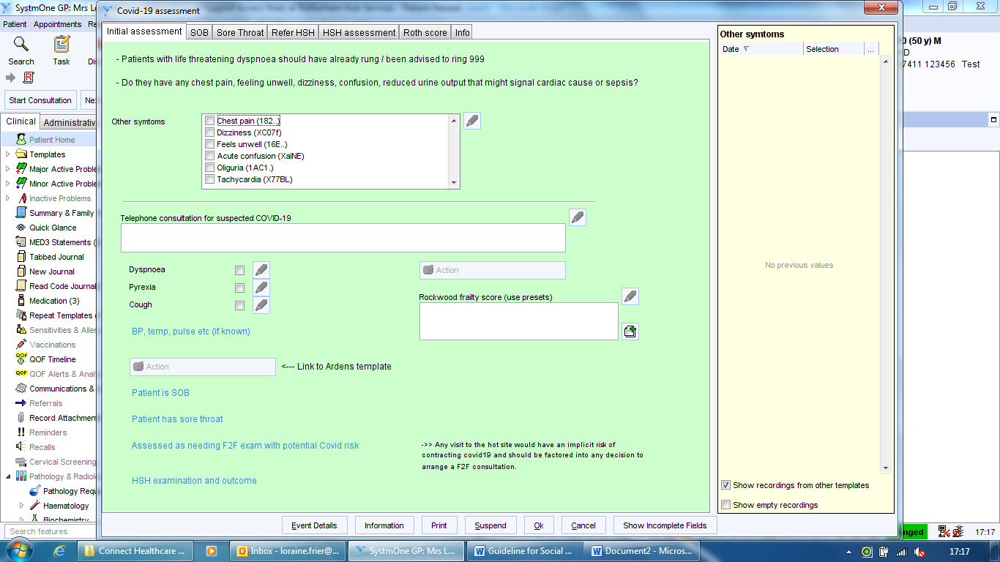 SystmOne GP: Mrs L
Covid-19 assessment
Patient Appointments Re
Search
Task
Dis
Start Consultation
Nex
Clinical
Administrativ
Patient Home
Templates
Major Active Proble
Minor Active Proble
Inactive Problems
Summary & Family
Quick Glance
MED3 Statements (
Tabbed Journal
New Journal
Read Code Journal
Medication (3)
Repeat Templates (
Sensitivities & Aller
Vaccinations
QOF Timeline
QOF Alerts & Anal
Communications &
Referrals
Record Attachmen
Reminders
Recalls
Cervical Screening
Pathology & Radiol
Pathology Requ
Haematology
Search features
Initial assessment
SOB
Sore Throat
Refer HSH
HSH assessment
Roth score
Info
- Patients with life threatening dyspnoea should have already rung / been advised to ring 999
- Do they have any chest pain, feeling unwell, dizziness, confusion, reduced urine output that might signal cardiac cause or sepsis?
Other symtoms
Chest pain (182..)
Dizziness (XC07f)
Feels unwell (16E..)
Acute confusion (XaINE)
Oliguria (1AC1.)
Tachycardia (X77BL)
Telephone consultation for suspected COVID-19
Dyspnoea
Pyrexia
Cough
Action
Rockwood frailty score (use presets)
BP, temp, pulse etc (if known)
Action
<--- Link to Ardens template
Patient is SOB
Patient has sore throat
Assessed as needing F2F exam with potential Covid risk
->> Any visit to the hot site would have an implicit risk of
contracting covid19 and should be factored into any decision to
arrange a F2F consultation.
HSH examination and outcome
Event Details
Information
Print
Suspend
Ok
Cancel
Show Incomplete Fields
Other symtoms
Date
Selection
...
No previous values
Show recordings from other templates
Show empty recordings
0 (50 y) M
D
7411 123456 Test
nged
17:17
Connect Healthcare ...
Inbox - loraine.frier@...
SystmOne GP: Mrs L...
Guideline for Social ...
Document2 - Micros...
17:17